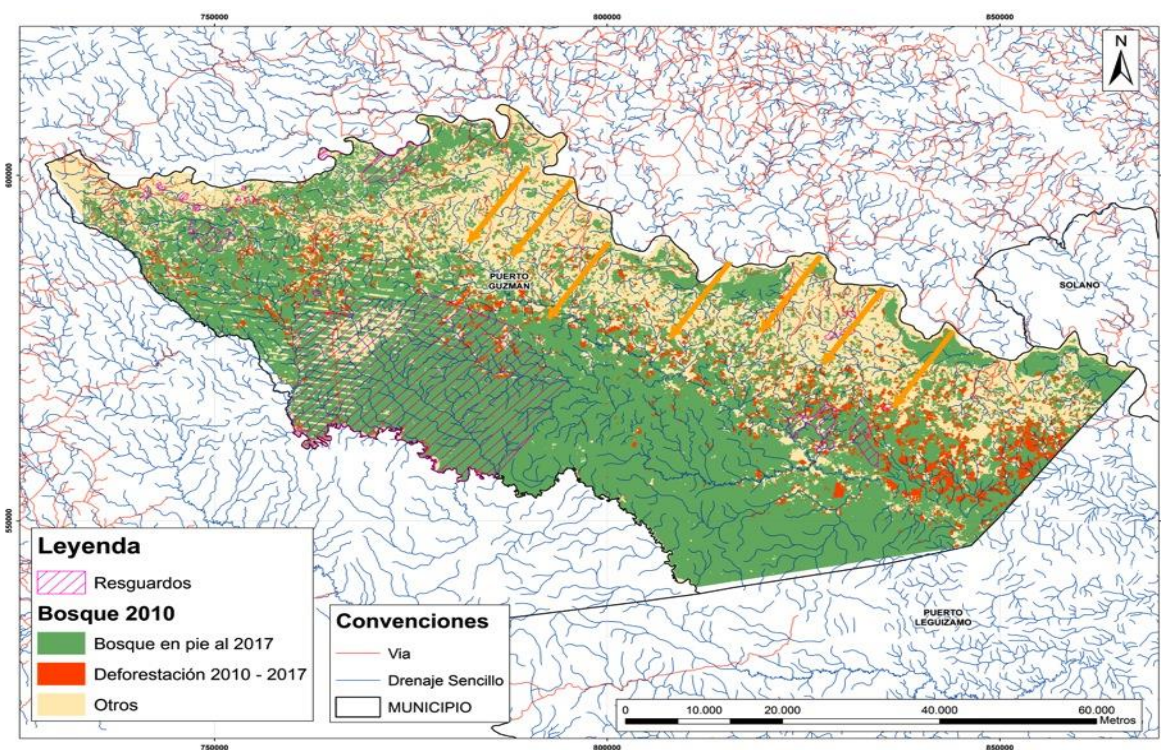 750000 800000 850000
N
600000
PUERTO
GUZMÁN
SOLANO
550000
Leyenda
Resguardos
Bosque 2010
Bosque en pie al 2017
Deforestación 2010 - 2017
Otros
Convenciones
Via
Drenaje Sencillo
MUNICIPIO
PUERTO
LEGUIZAMO
0 10.000 20.000 40.000 60.000
Metros
750000 800000 850000